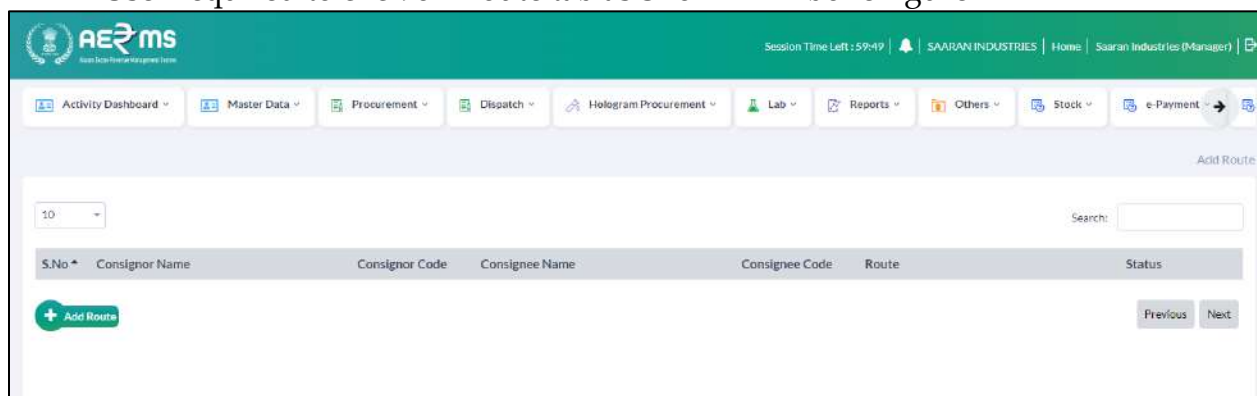 AERMS
Session Time Left : 59:49 | SAARAN INDUSTRIES | Home | Saaran Industries (Manager) |
Activity Dashboard Master Data Procurement Dispatch Hologram Procurement Lab Reports Others Stock e-Payment
Add Route
10 Search:
S.No Consignor Name Consignor Code Consignee Name Consignee Code Route Status
+ Add Route Previous Next